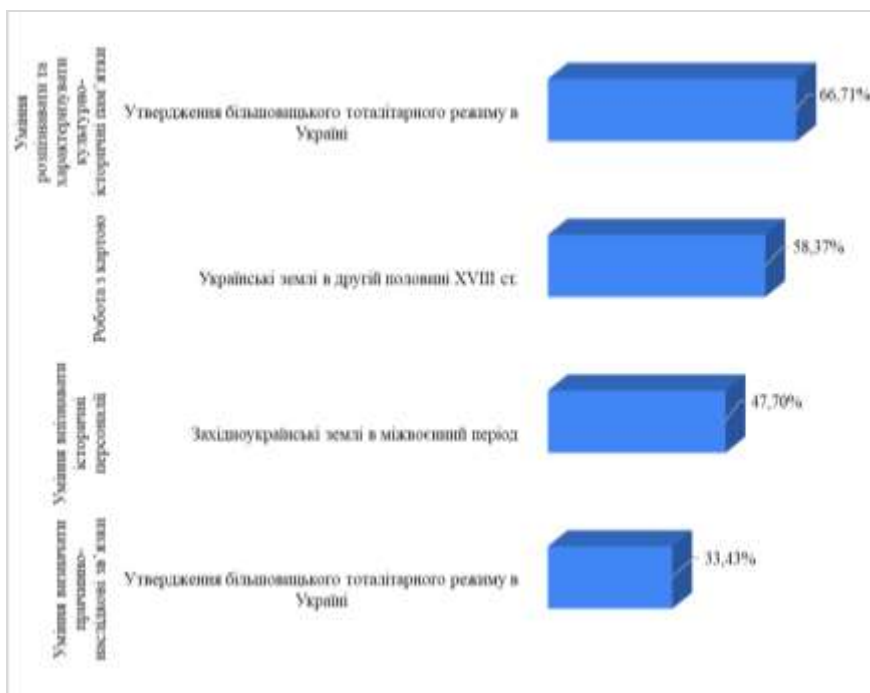 Уміння
розпізнавати та
характеризувати
культурно-
історичні пам᾽ятки
Утвердження більшовицького тоталітарного режиму в
Україні
66,71%
Робота з картою
Українські землі в другій половині XVIII ст.
58,37%
Уміння впізнавати
історичні
персоналії
Західноукраїнські землі в міжвоєнний період
47,70%
Уміння визначати
причинно-
наслідкові зв᾽язки
Утвердження більшовицького тоталітарного режиму в
Україні
33,43%